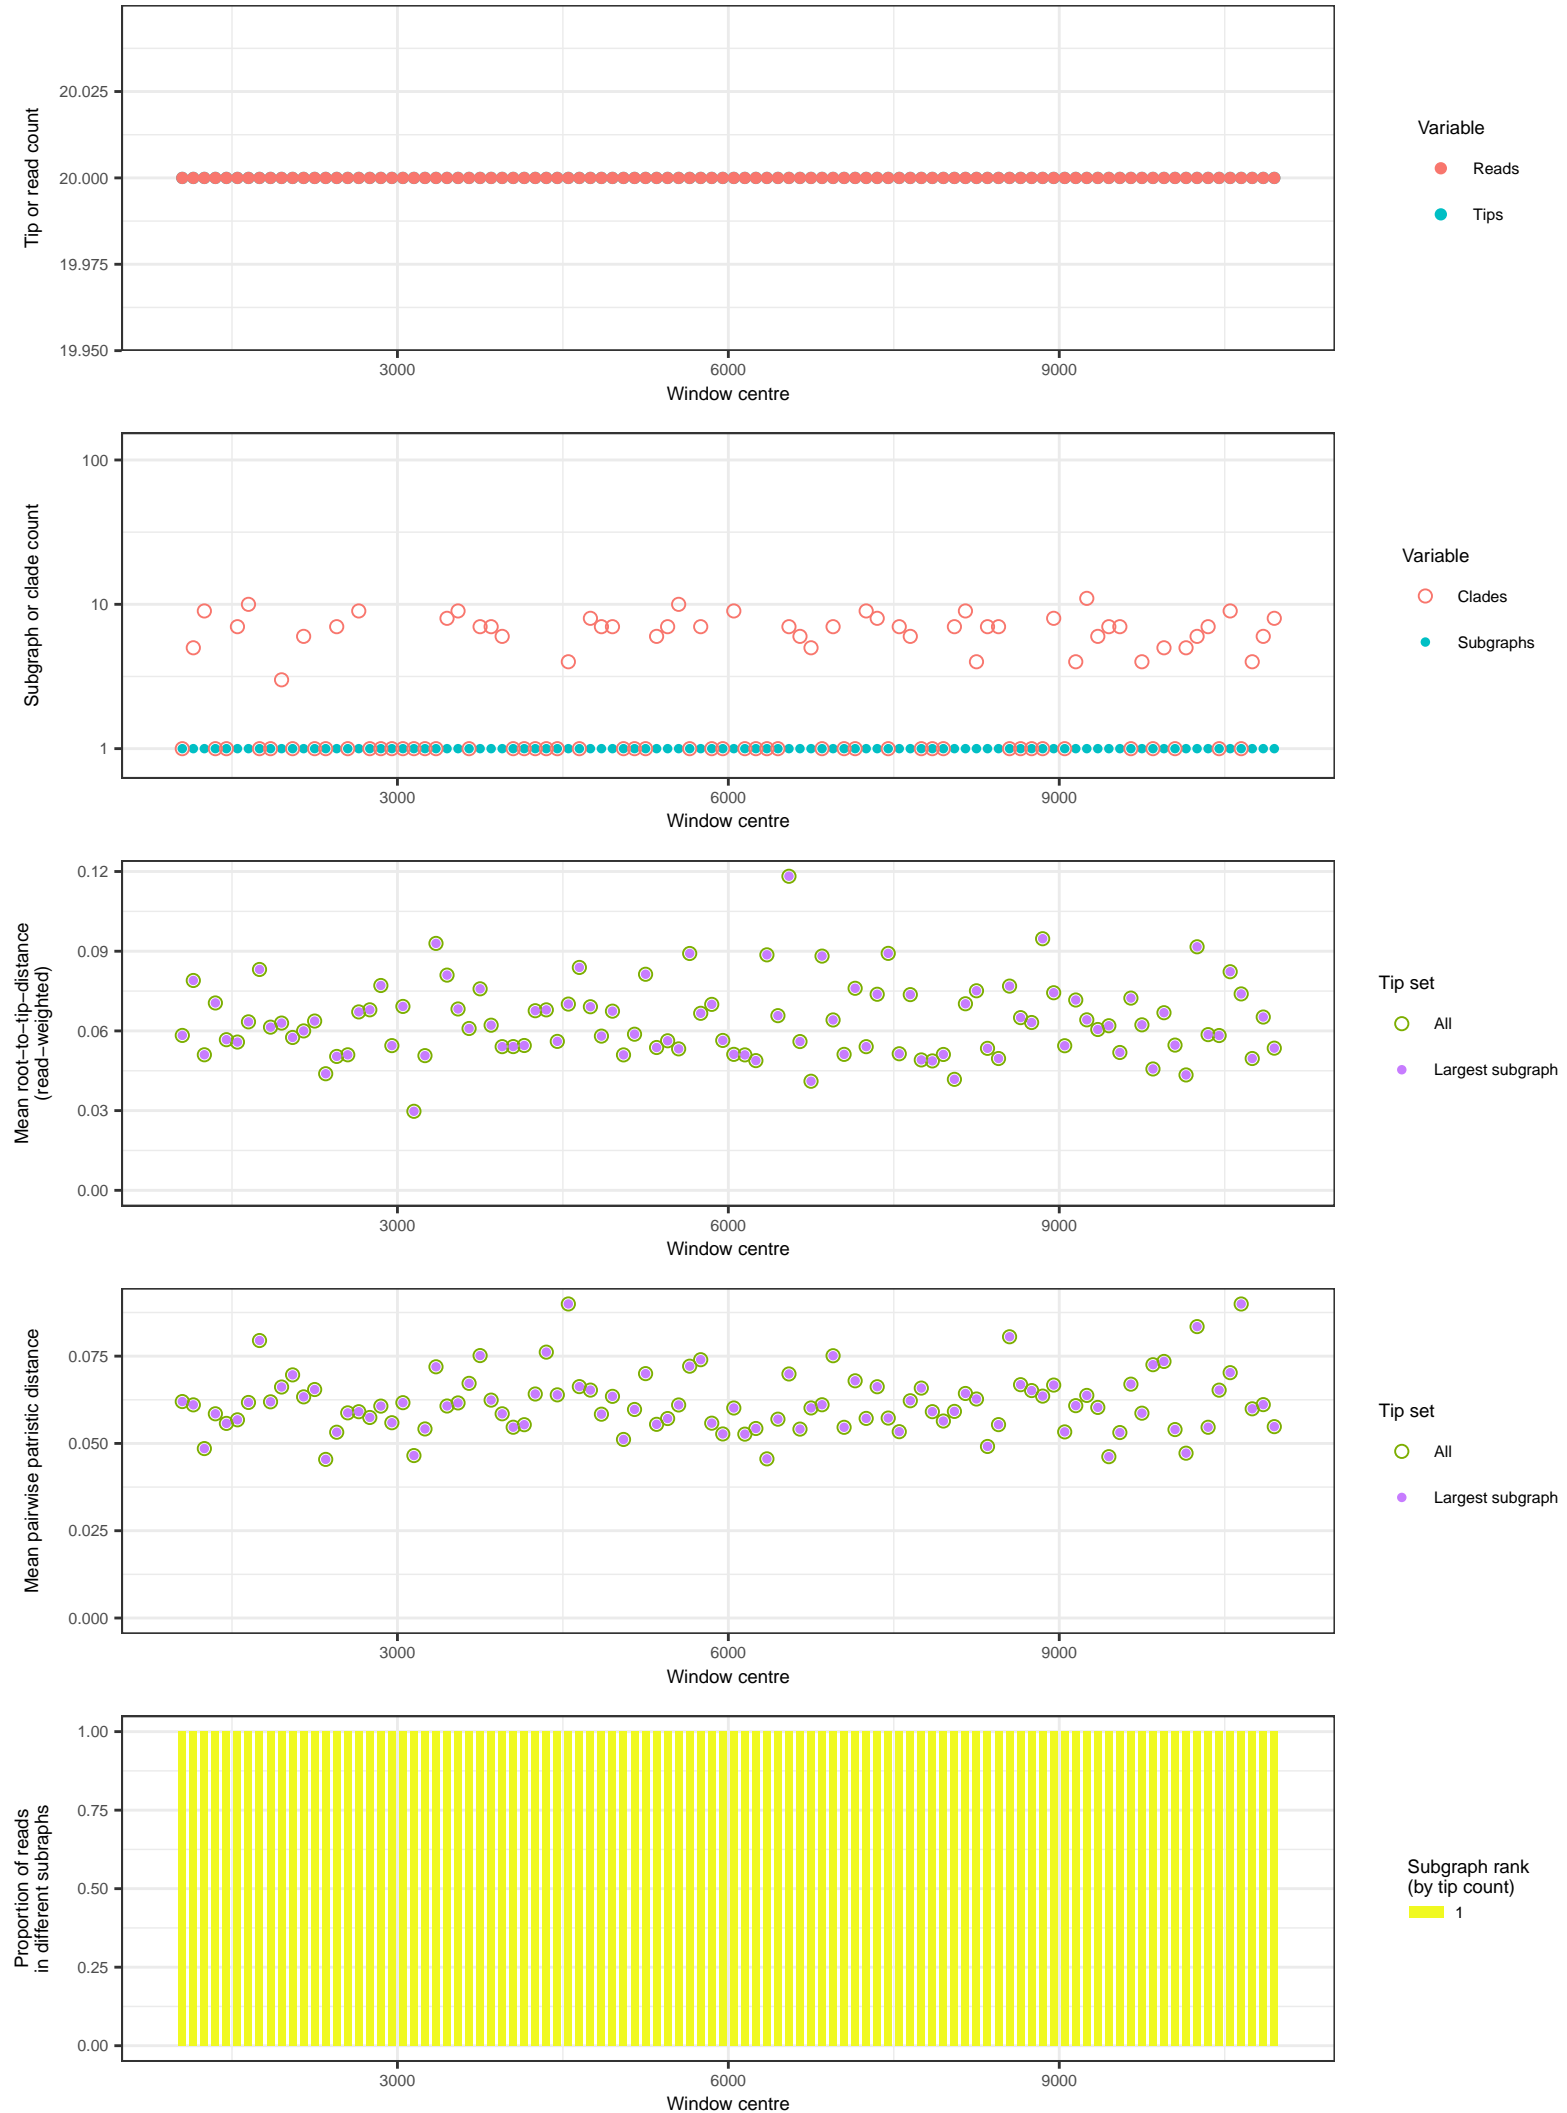 20.025
20.000
19.975
19.950
Tip or read count
3000
6000
9000
Window centre
Variable
Reads
Tips
100
10
1
Subgraph or clade count
3000
6000
9000
Window centre
Variable
Clades
Subgraphs
0.12
0.09
0.06
0.03
0.00
Mean root−to−tip−distance
(read−weighted)
3000
6000
9000
Window centre
Tip set
All
Largest subgraph
0.075
0.050
0.025
0.000
Mean pairwise patristic distance
3000
6000
9000
Window centre
Tip set
All
Largest subgraph
1.00
0.75
0.50
0.25
0.00
Proportion of reads
in different subraphs
3000
6000
9000
Window centre
Subgraph rank
(by tip count)
1